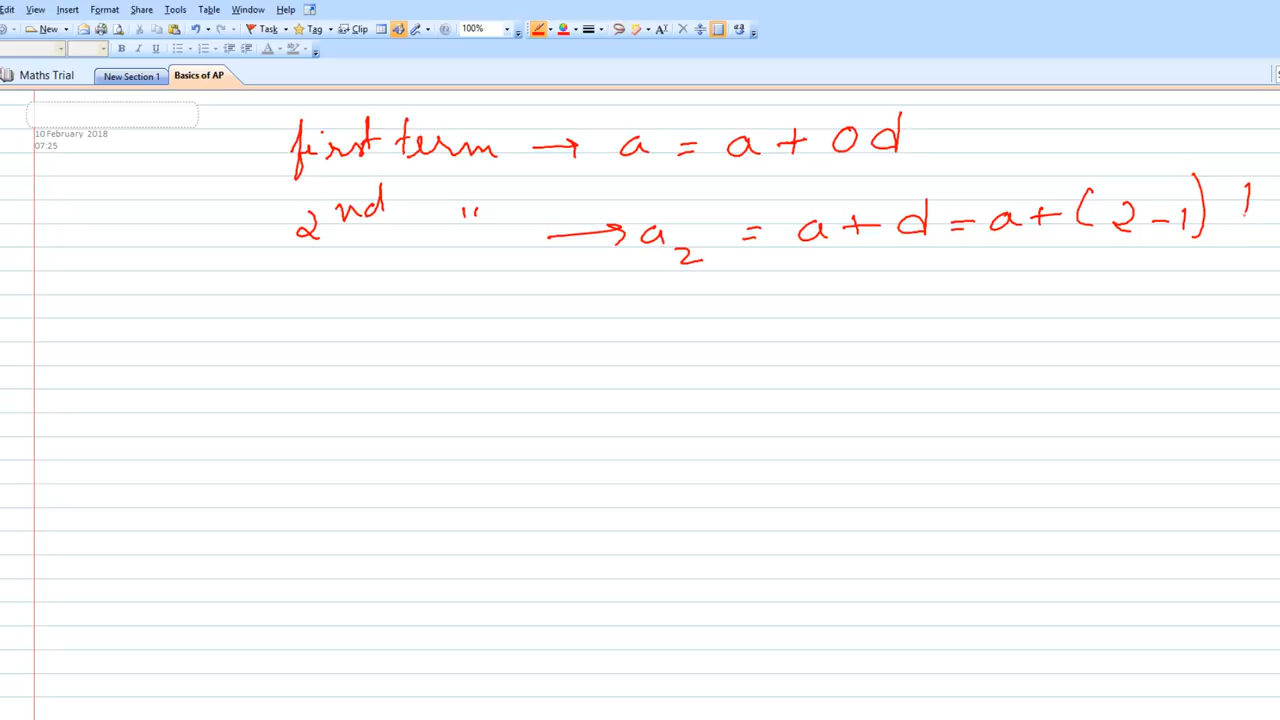 Edit View Insert Format Share Tools Table Window Help
New Task Tag Clip 100%
B I U A
Maths Trial New Section 1 Basics of AP
10 February 2018
07:25
first term → a = a + 0d
2nd " → a₂ = a + d = a + (2-1)